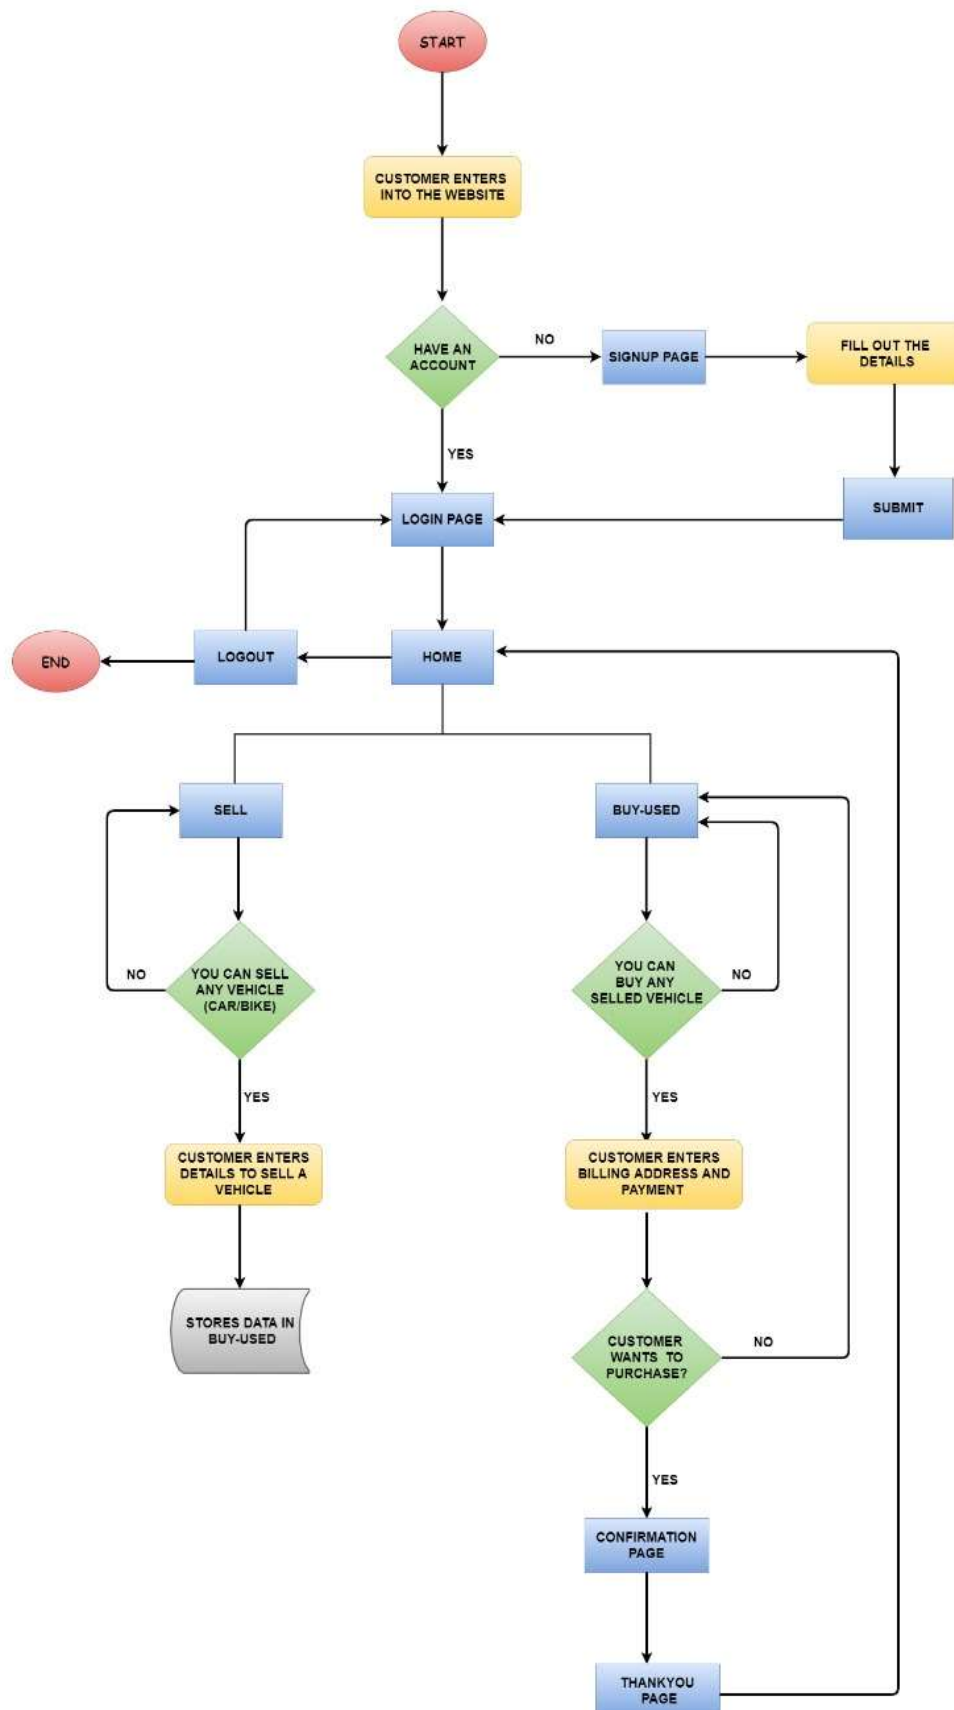 START
CUSTOMER ENTERS
INTO THE WEBSITE
HAVE AN
ACCOUNT
NO
SIGNUP PAGE
FILL OUT THE
DETAILS
YES
LOGIN PAGE
SUBMIT
END
LOGOUT
HOME
SELL
BUY-USED
YOU CAN SELL
ANY VEHICLE
(CAR/BIKE)
NO
YOU CAN
BUY ANY
SELLED VEHICLE
NO
YES
YES
CUSTOMER ENTERS
DETAILS TO SELL A
VEHICLE
CUSTOMER ENTERS
BILLING ADDRESS AND
PAYMENT
STORES DATA IN
BUY-USED
CUSTOMER
WANTS TO
PURCHASE?
NO
YES
CONFIRMATION
PAGE
THANKYOU
PAGE